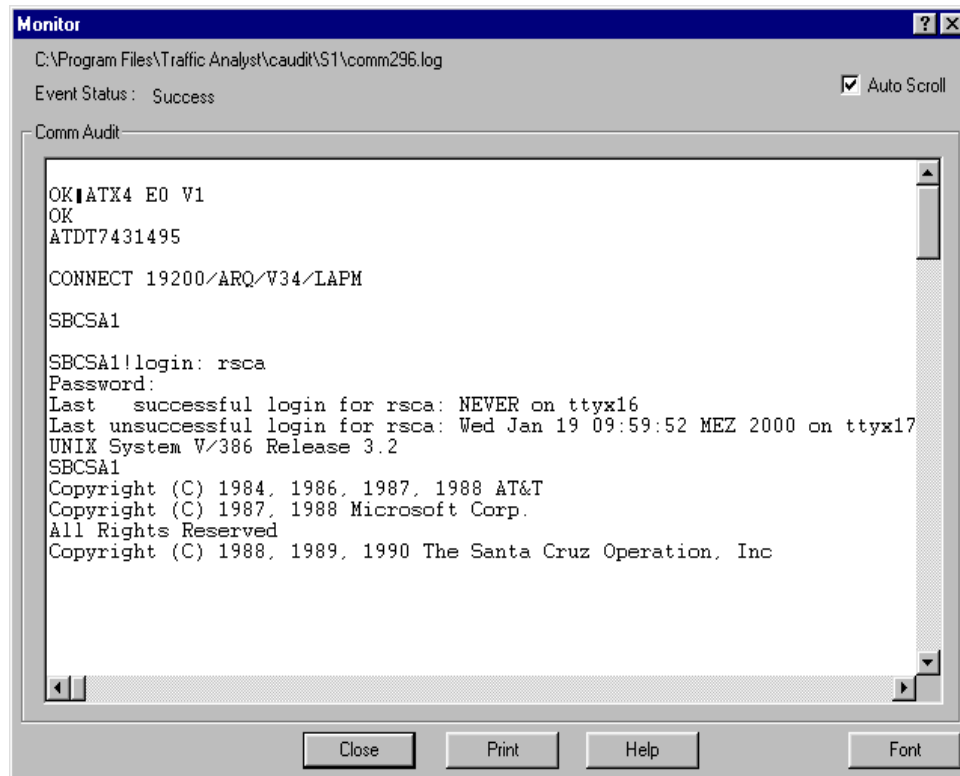 Monitor
C:\Program Files\Traffic Analyst\caudit\S1\comm296.log
Event Status : Success
Auto Scroll
Comm Audit
OK▮ATX4 E0 V1
OK
ATDT7431495
CONNECT 19200/ARQ/V34/LAPM
SBCSA1
SBCSA1!login: rsca
Password:
Last   successful login for rsca: NEVER on ttyx16
Last unsuccessful login for rsca: Wed Jan 19 09:59:52 MEZ 2000 on ttyx17
UNIX System V/386 Release 3.2
SBCSA1
Copyright (C) 1984, 1986, 1987, 1988 AT&T
Copyright (C) 1987, 1988 Microsoft Corp.
All Rights Reserved
Copyright (C) 1988, 1989, 1990 The Santa Cruz Operation, Inc
Close Print Help Font